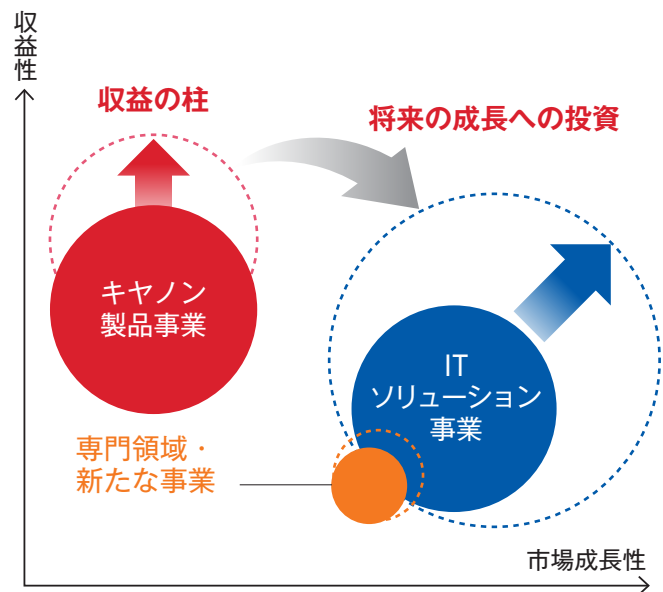 収益性
収益の柱
将来の成長への投資
キヤノン
製品事業
IT
ソリューション
事業
専門領域・
新たな事業
市場成長性